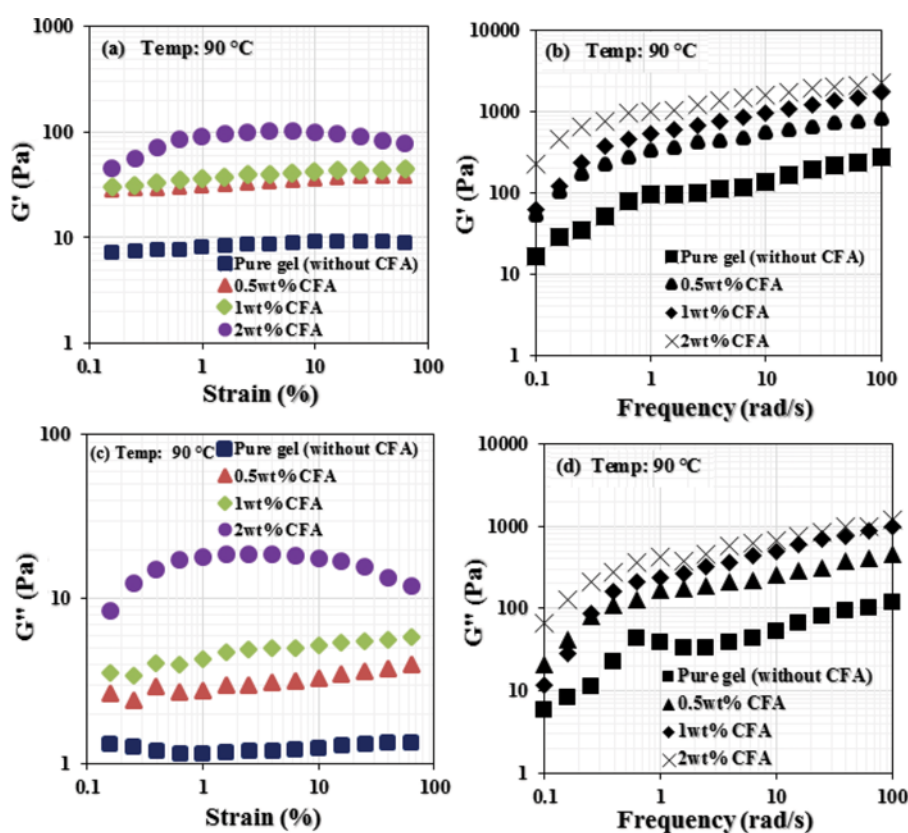 (a) Temp: 90 °C
G' (Pa)
1000
100
10
1
0.1
1
10
100
Strain (%)
Pure gel (without CFA)
0.5wt% CFA
1wt% CFA
2wt% CFA
(b) Temp: 90 °C
G' (Pa)
10000
1000
100
10
1
0.1
1
10
100
Frequency (rad/s)
Pure gel (without CFA)
0.5wt% CFA
1wt% CFA
2wt% CFA
(c) Temp: 90 °C
G'' (Pa)
100
10
1
0.1
1
10
100
Strain (%)
Pure gel (without CFA)
0.5wt% CFA
1wt% CFA
2wt% CFA
(d) Temp: 90 °C
G'' (Pa)
10000
1000
100
10
1
0.1
1
10
100
Frequency (rad/s)
Pure gel (without CFA)
0.5wt% CFA
1wt% CFA
2wt% CFA